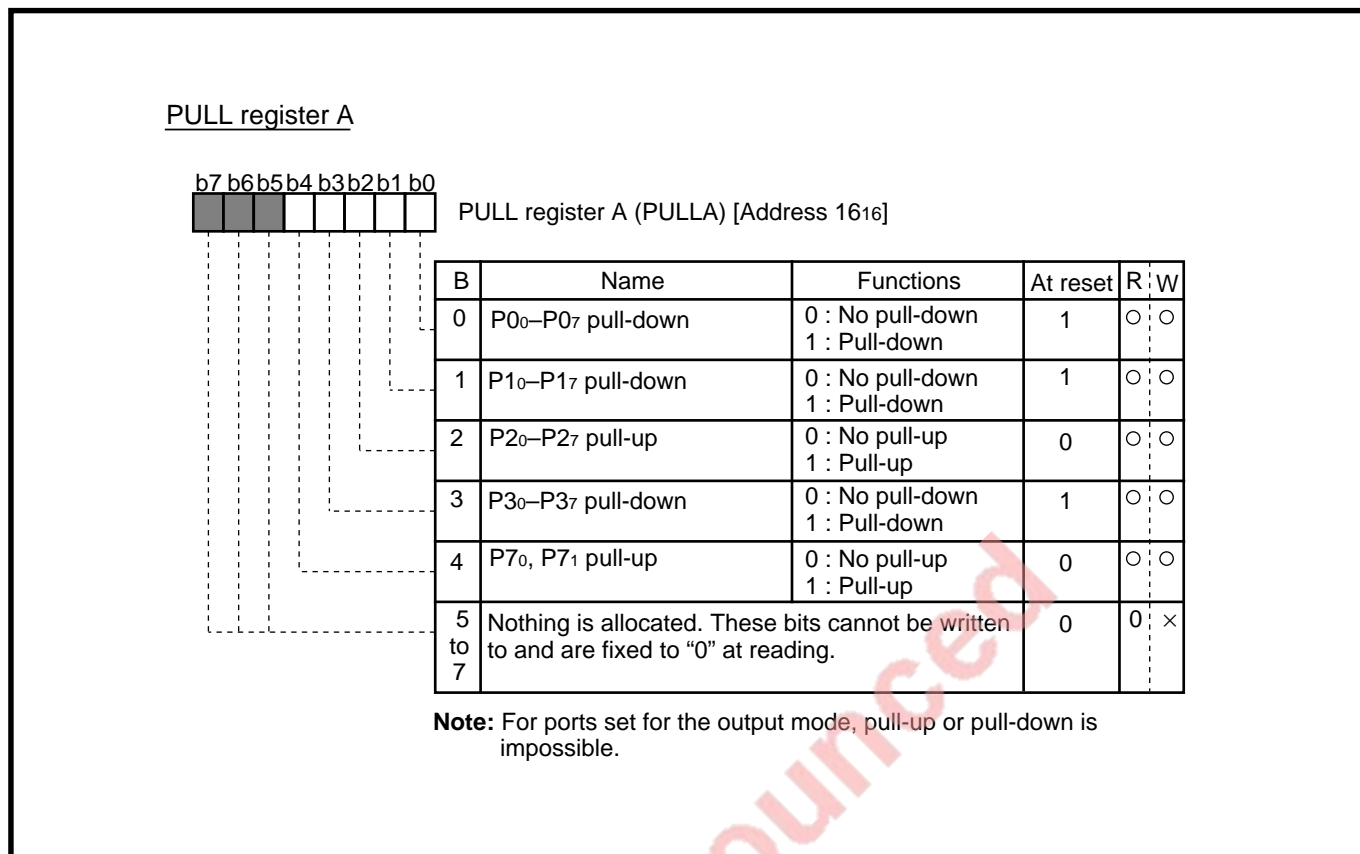 PULL register A
b7 b6 b5 b4 b3 b2 b1 b0
PULL register A (PULLA) [Address 1616]
B Name Functions At reset R W
0 P00–P07 pull-down 0 : No pull-down 1 O O
1 : Pull-down
1 P10–P17 pull-down 0 : No pull-down 1 O O
1 : Pull-down
2 P20–P27 pull-up 0 : No pull-up 0 O O
1 : Pull-up
3 P30–P37 pull-down 0 : No pull-down 1 O O
1 : Pull-down
4 P70, P71 pull-up 0 : No pull-up 0 O O
1 : Pull-up
5 Nothing is allocated. These bits cannot be written 0 0 ×
to to and are fixed to “0” at reading.
7
Note: For ports set for the output mode, pull-up or pull-down is
impossible.
ounced